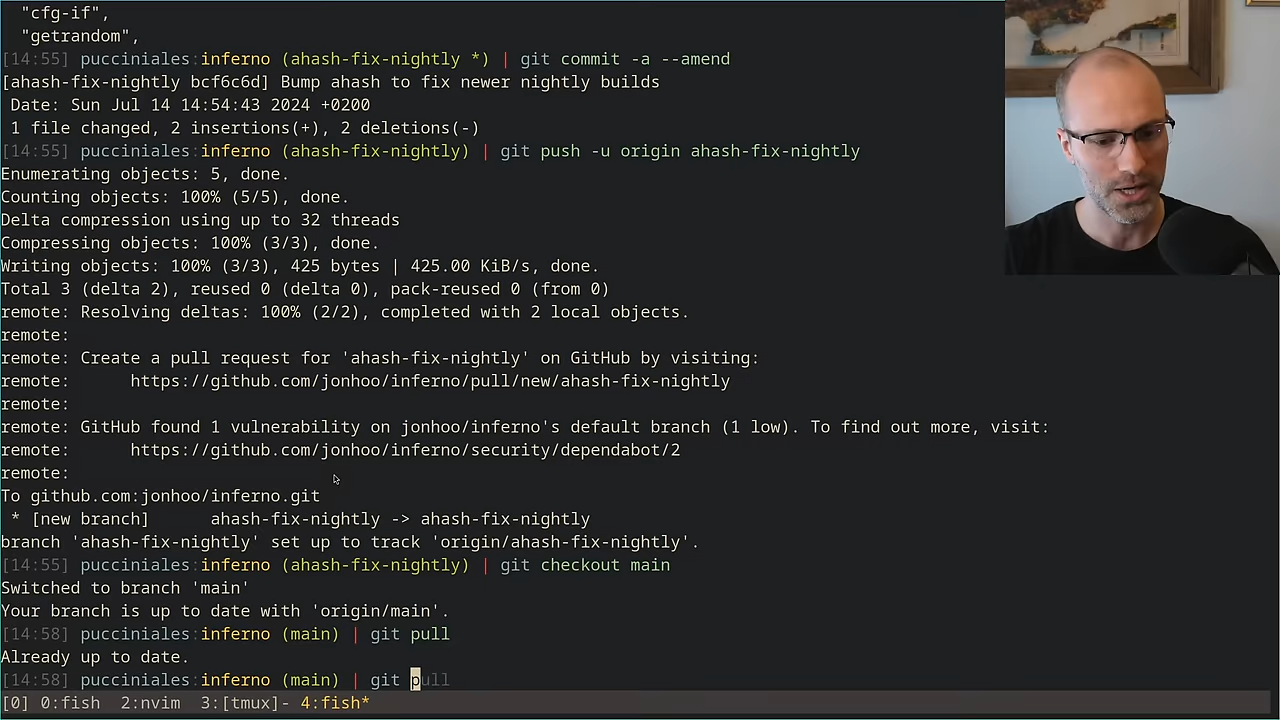 "cfg-if",
"getrandom",
[14:55] pucciniales:inferno (ahash-fix-nightly *) | git commit -a --amend
[ahash-fix-nightly bcf6c6d] Bump ahash to fix newer nightly builds
Date: Sun Jul 14 14:54:43 2024 +0200
1 file changed, 2 insertions(+), 2 deletions(-)
[14:55] pucciniales:inferno (ahash-fix-nightly) | git push -u origin ahash-fix-nightly
Enumerating objects: 5, done.
Counting objects: 100% (5/5), done.
Delta compression using up to 32 threads
Compressing objects: 100% (3/3), done.
Writing objects: 100% (3/3), 425 bytes | 425.00 KiB/s, done.
Total 3 (delta 2), reused 0 (delta 0), pack-reused 0 (from 0)
remote: Resolving deltas: 100% (2/2), completed with 2 local objects.
remote:
remote: Create a pull request for 'ahash-fix-nightly' on GitHub by visiting:
remote:      https://github.com/jonhoo/inferno/pull/new/ahash-fix-nightly
remote:
remote: GitHub found 1 vulnerability on jonhoo/inferno's default branch (1 low). To find out more, visit:
remote:      https://github.com/jonhoo/inferno/security/dependabot/2
remote:
To github.com:jonhoo/inferno.git
* [new branch]      ahash-fix-nightly -> ahash-fix-nightly
branch 'ahash-fix-nightly' set up to track 'origin/ahash-fix-nightly'.
[14:55] pucciniales:inferno (ahash-fix-nightly) | git checkout main
Switched to branch 'main'
Your branch is up to date with 'origin/main'.
[14:58] pucciniales:inferno (main) | git pull
Already up to date.
[14:58] pucciniales:inferno (main) | git pull
[0] 0:fish  2:nvim  3:[tmux]- 4:fish*